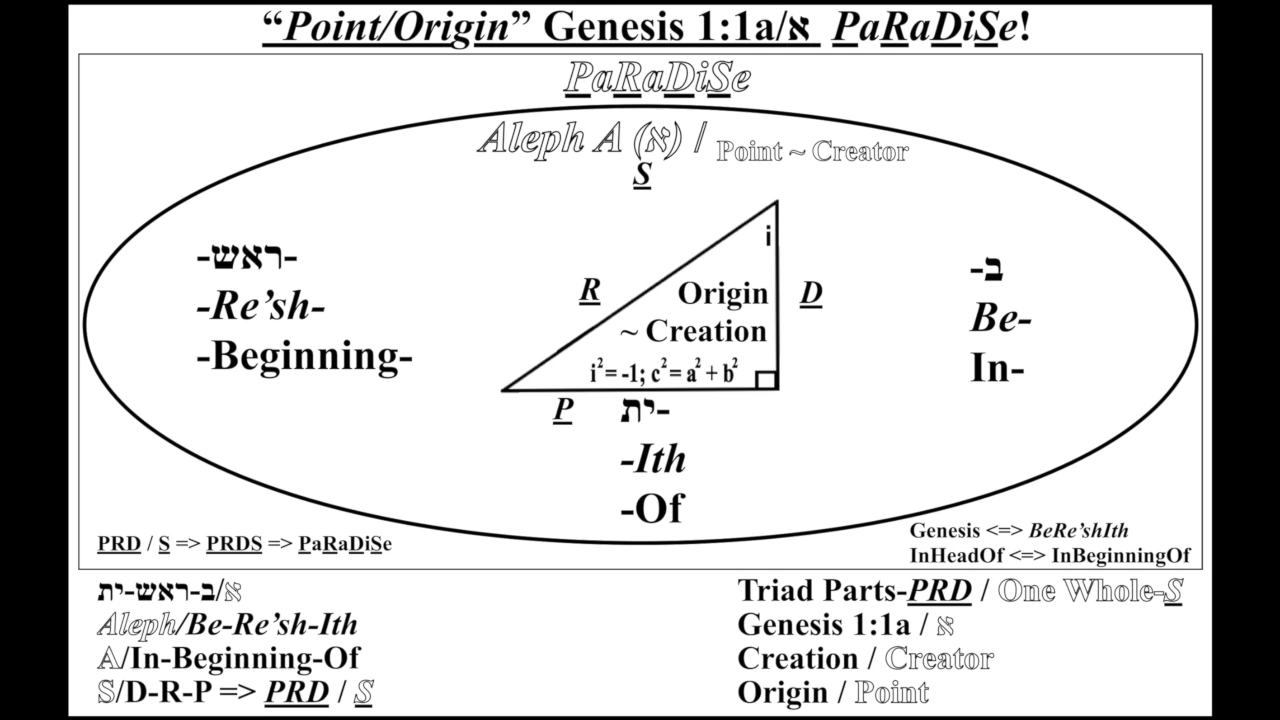 “Point/Origin” Genesis 1:1a/א PaRaDiSe!
PaRaDiSe
Aleph A (א) / Point ~ Creator
S
-ראש-
-Re’sh-
-Beginning-
R
i
Origin
~ Creation
i²= -1; c²= a² + b²
D
ב-
Be-
In-
P
-ית
-Ith
-Of
PRD / S => PRDS => PaRaDiSe
Genesis <=> BeRe’shIth
InHeadOf <=> InBeginningOf
א/ב-ראש-ית
Aleph/Be-Re’sh-Ith
A/In-Beginning-Of
S/D-R-P => PRD / S
Triad Parts-PRD / One Whole-S
Genesis 1:1a / א
Creation / Creator
Origin / Point